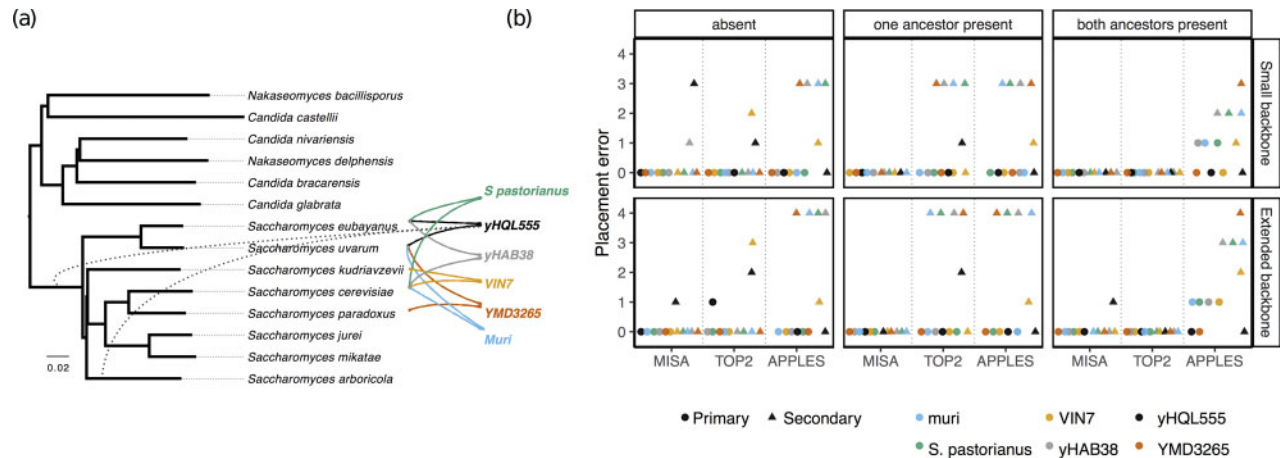 (a)
Nakaseomyces bacillisporus
Candida castellii
Candida nivariensis
Nakaseomyces delphensis
Candida bracarensis
Candida glabrata
Saccharomyces eubayanus
Saccharomyces uvarum
Saccharomyces kudriavzevii
Saccharomyces cerevisiae
Saccharomyces paradoxus
Saccharomyces jurei
Saccharomyces mikatae
Saccharomyces arboricola
0.02
S pastorianus
yHQL555
yHAB38
VIN7
YMD3265
Muri
(b)
absent one ancestor present both ancestors present
Small backbone
Extended backbone
Placement error
4
3
2
1
0
4
3
2
1
0
MISA TOP2 APPLES MISA TOP2 APPLES MISA TOP2 APPLES
Primary Secondary muri VIN7 yHQL555
S. pastorianus yHAB38 YMD3265